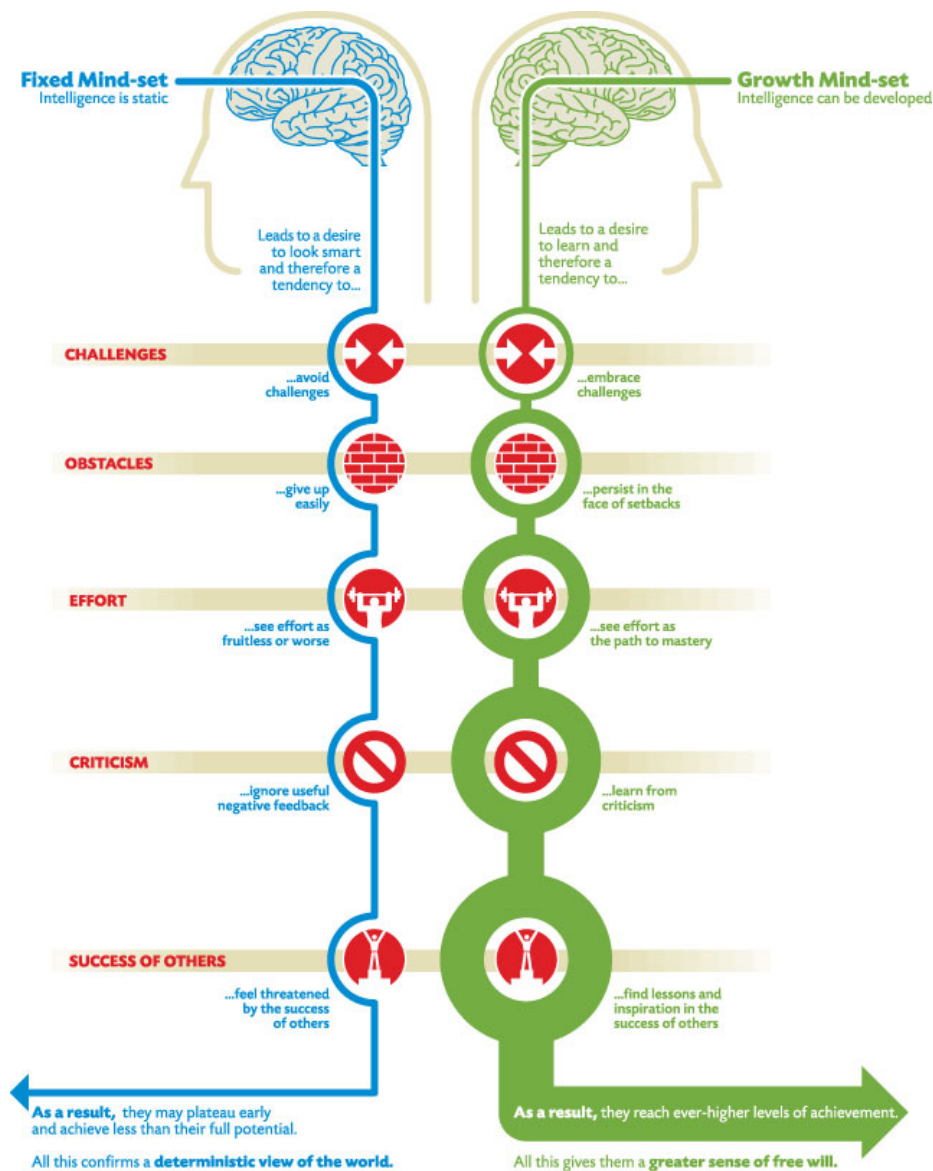 Fixed Mind-set
Intelligence is static
Growth Mind-set
Intelligence can be developed
Leads to a desire
to look smart
and therefore a
tendency to...
Leads to a desire
to learn and
therefore a
tendency to...
CHALLENGES
...avoid
challenges
...embrace
challenges
OBSTACLES
...give up
easily
...persist in the
face of setbacks
EFFORT
...see effort as
fruitless or worse
...see effort as
the path to mastery
CRITICISM
...ignore useful
negative feedback
...learn from
criticism
SUCCESS OF OTHERS
...feel threatened
by the success
of others
...find lessons and
inspiration in the
success of others
As a result, they may plateau early
and achieve less than their full potential.
All this confirms a deterministic view of the world.
As a result, they reach ever-higher levels of achievement.
All this gives them a greater sense of free will.